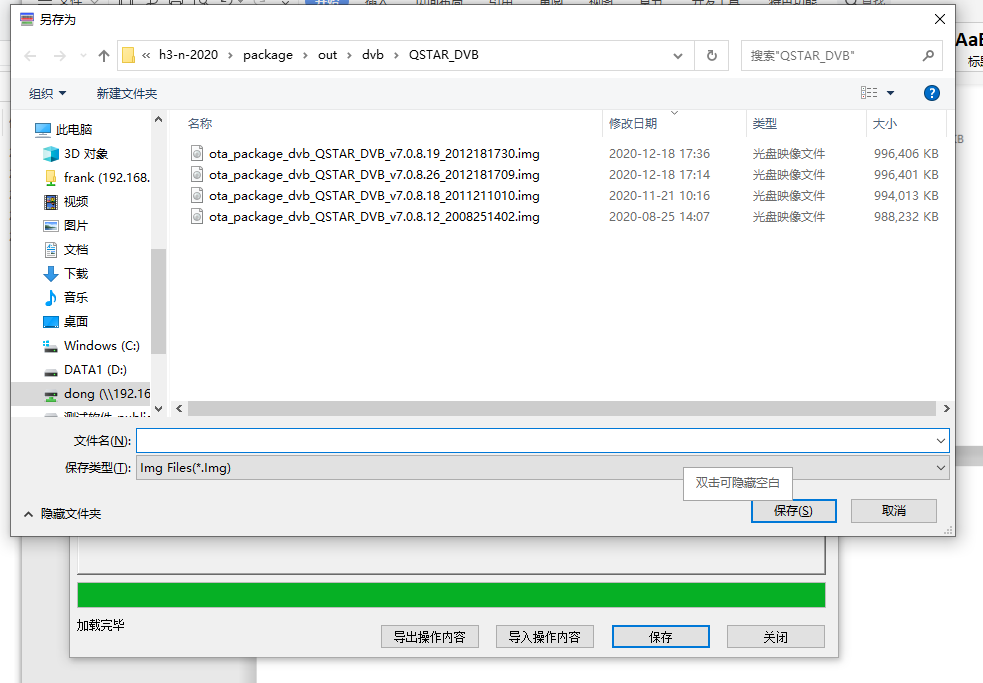 另存为
« h3-n-2020 › package › out › dvb › QSTAR_DVB
搜索"QSTAR_DVB"
组织
新建文件夹
名称 修改日期 类型 大小
ota_package_dvb_QSTAR_DVB_v7.0.8.19_2012181730.img 2020-12-18 17:36 光盘映像文件 996,406 KB
ota_package_dvb_QSTAR_DVB_v7.0.8.26_2012181709.img 2020-12-18 17:14 光盘映像文件 996,401 KB
ota_package_dvb_QSTAR_DVB_v7.0.8.18_2011211010.img 2020-11-21 10:16 光盘映像文件 994,013 KB
ota_package_dvb_QSTAR_DVB_v7.0.8.12_2008251402.img 2020-08-25 14:07 光盘映像文件 988,232 KB
此电脑
3D 对象
frank (192.168.
视频
图片
文档
下载
音乐
桌面
Windows (C:)
DATA1 (D:)
dong (\\192.16
文件名(N):
保存类型(T): Img Files(*.Img)
双击可隐藏空白
隐藏文件夹
保存(S)
取消
加载完毕
导出操作内容
导入操作内容
保存
关闭